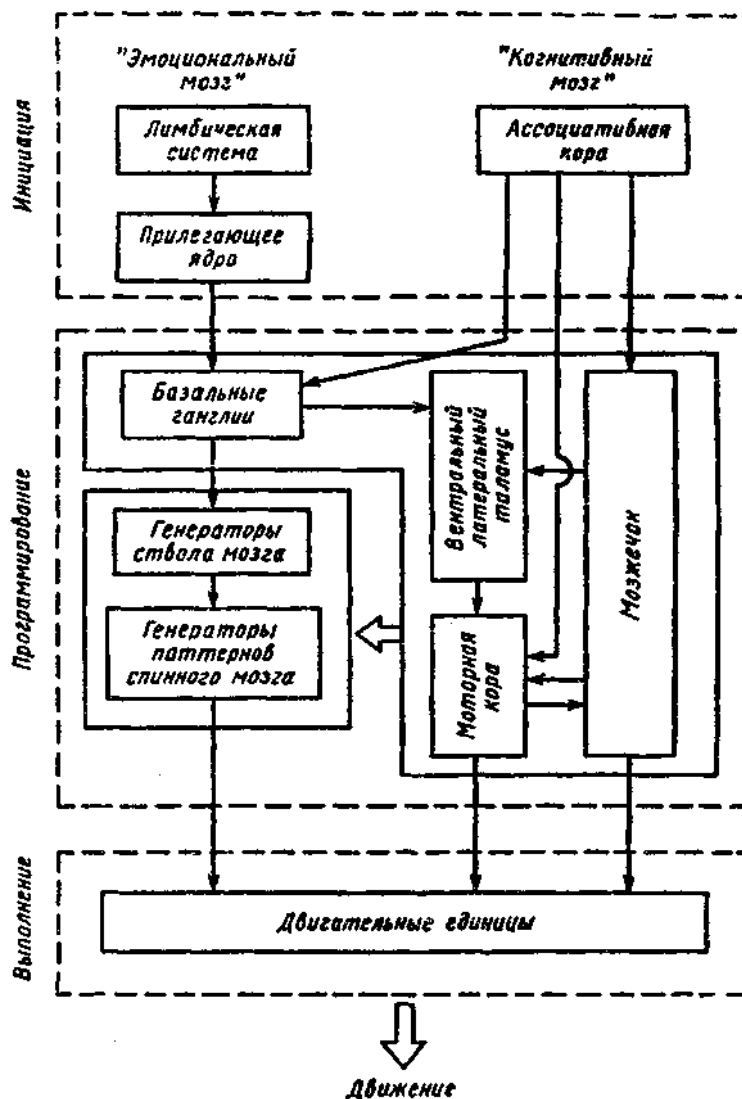 "Эмоциональный
мозг"
"Когнитивный
мозг"
Инициация
Лимбическая
система
Ассоциативная
кора
Прилегающее
ядро
Программирование
Базальные
ганглии
Вентральный
латеральный
таламус
Мозжечок
Генераторы
ствола мозга
Генераторы
паттернов
спинного мозга
Моторная
кора
Выполнение
Двигательные единицы
Движение